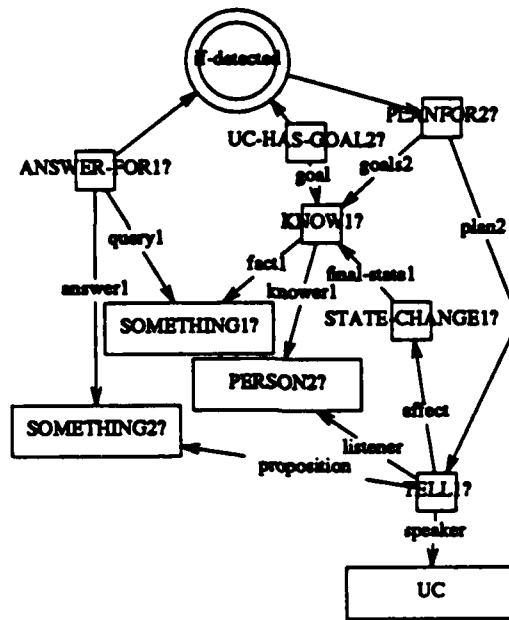 if-detected
PLANFOR2?
UC-HAS-GOAL2?
ANSWER-FOR1?
goal
goals2
KNOW1?
plan2
query1
fact1
final-state1
answer1
knower1
SOMETHING1?
STATE-CHANGE1?
PERSON2?
effect
SOMETHING2?
listener
proposition
TELL1?
speaker
UC